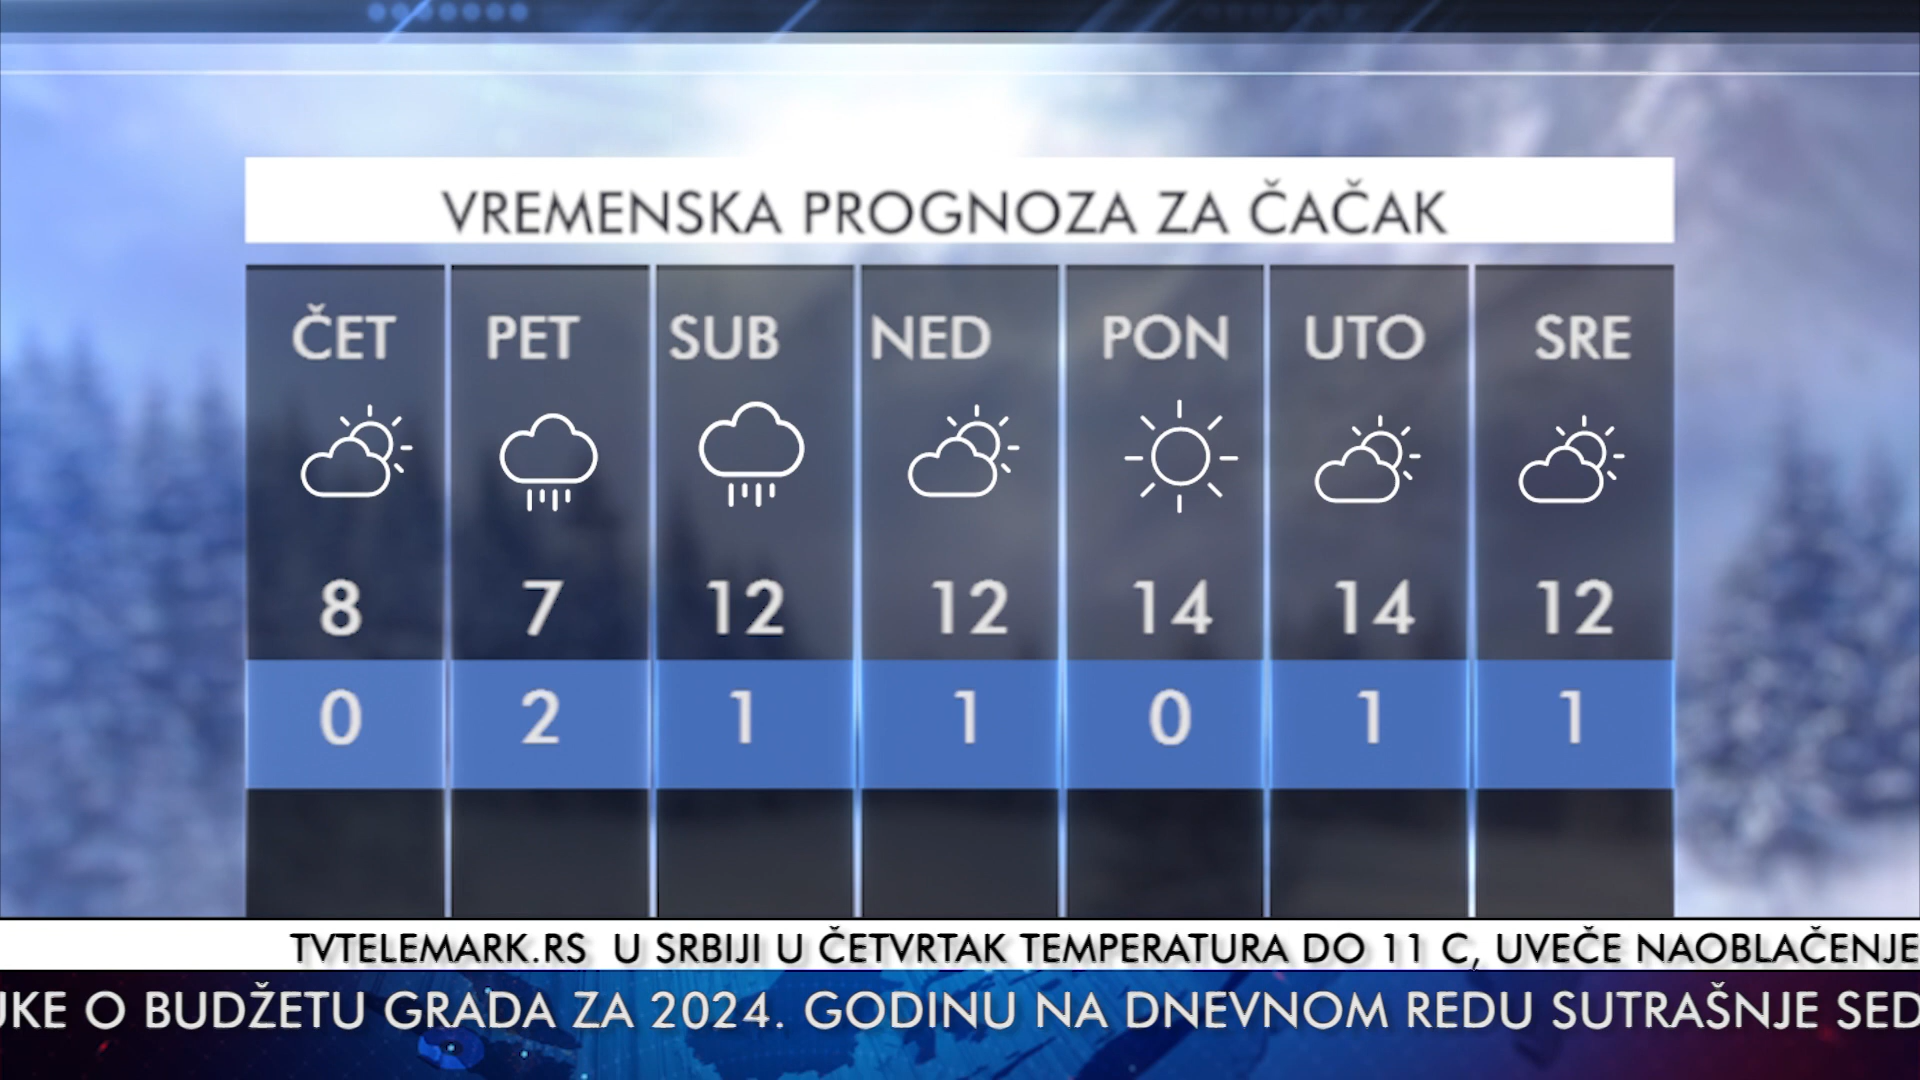 VREMENSKA PROGNOZA ZA ČAČAK
ČET PET SUB NED PON UTO SRE
8 7 12 12 14 14 12
0 2 1 1 0 1 1
TVTELEMARK.RS U SRBIJI U ČETVRTAK TEMPERATURA DO 11 C, UVEČE NAOBLAČENJE
O BUDŽETU GRADA ZA 2024. GODINU NA DNEVNOM REDU SUTRAŠNJE